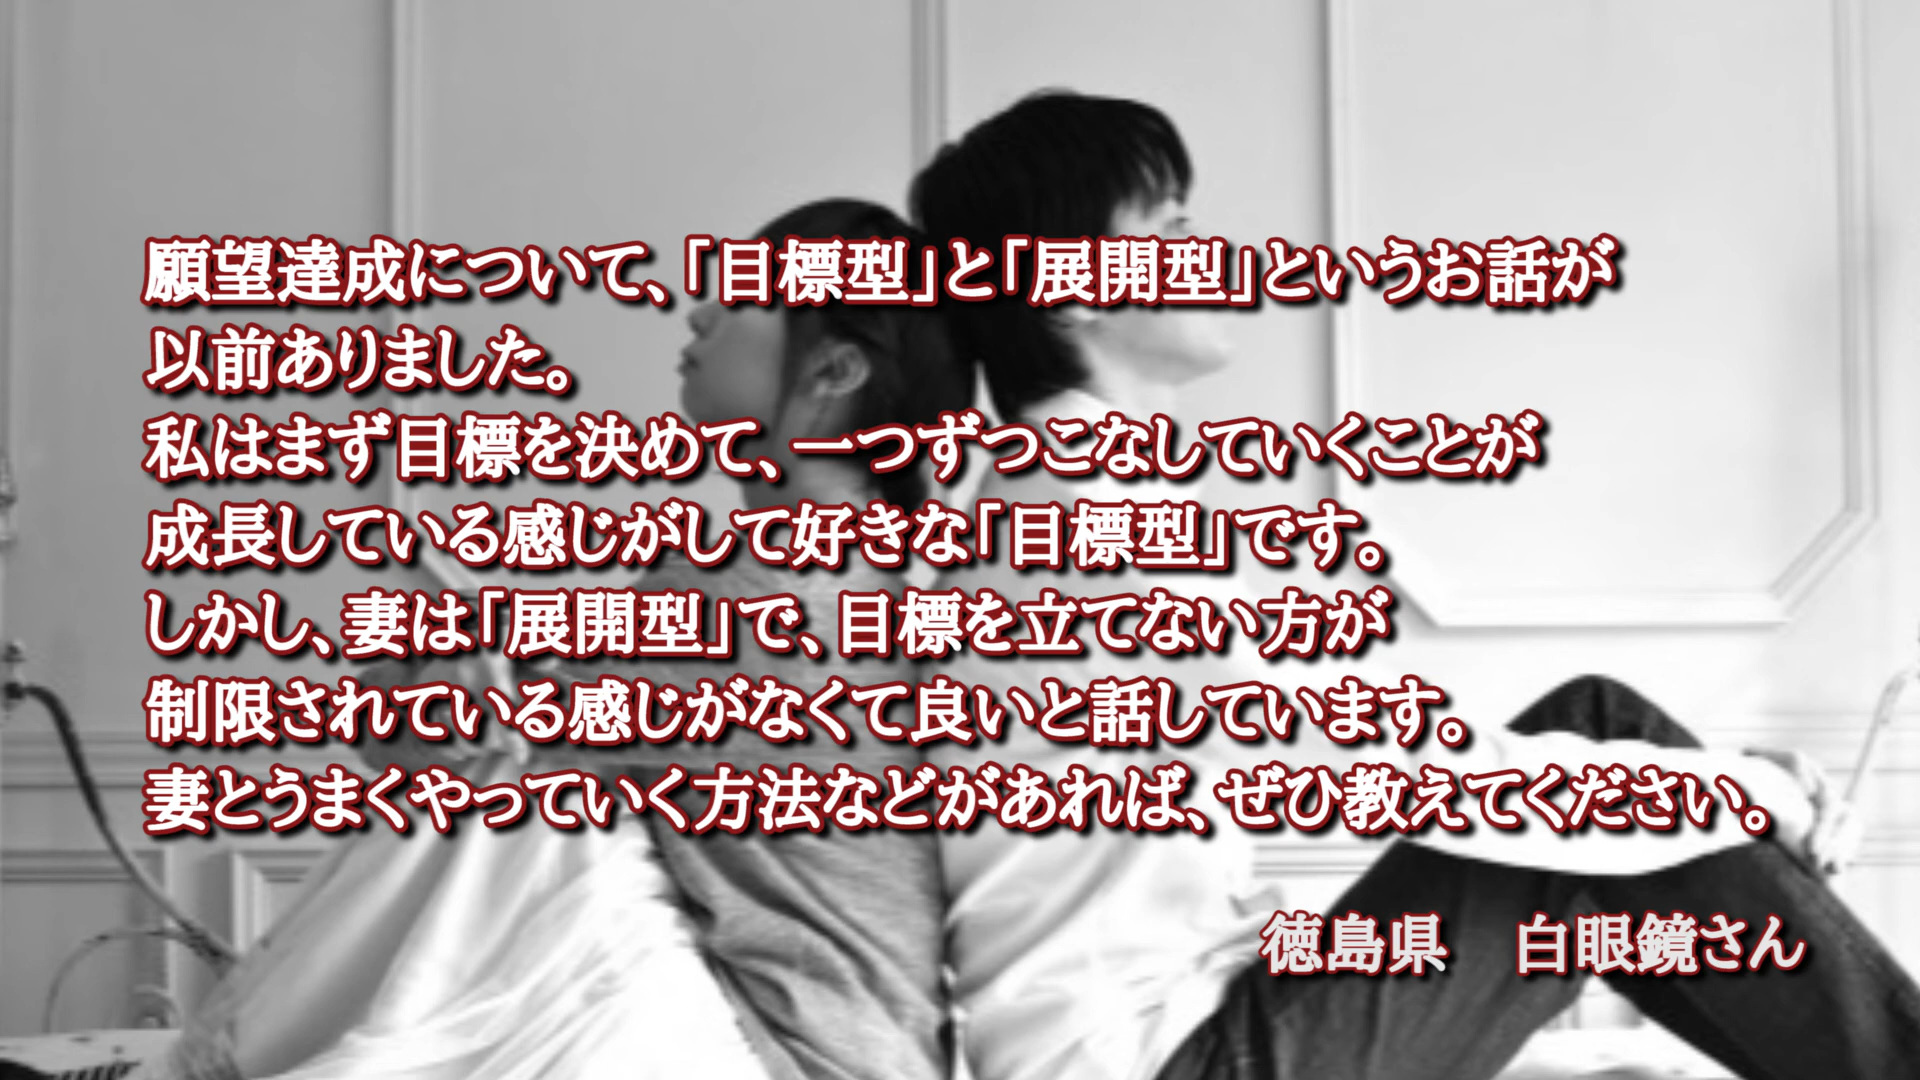 願望達成について、「目標型」と「展開型」というお話が
以前ありました。
私はまず目標を決めて、一つずつこなしていくことが
成長している感じがして好きな「目標型」です。
しかし、妻は「展開型」で、目標を立てない方が
制限されている感じがなくて良いと話しています。
妻とうまくやっていく方法などがあれば、ぜひ教えてください。
徳島県　白眼鏡さん